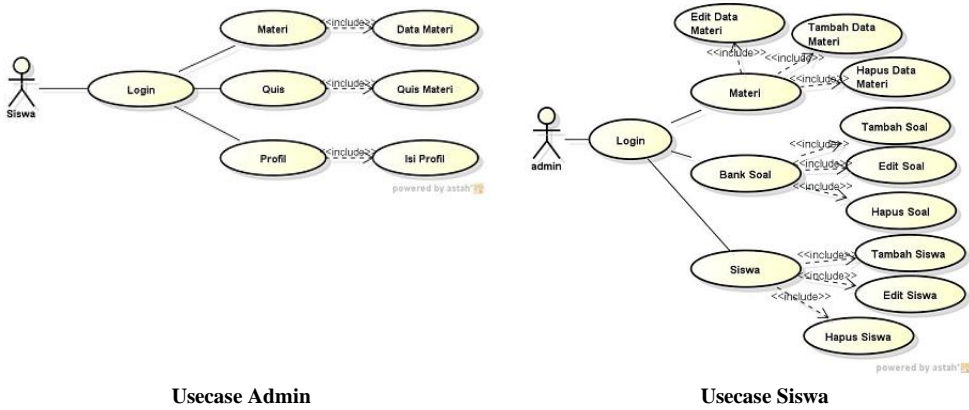 Siswa
Login
Materi
<<include>>
Data Materi
Quis
<<include>>
Quis Materi
Profil
<<include>>
Isi Profil
powered by astah*
admin
Login
Edit Data
Materi
<<include>>
Tambah Data
Materi
<<include>>
Hapus Data
Materi
<<include>>
Materi
Tambah Soal
<<include>>
Bank Soal
<<include>>
Edit Soal
<<include>>
Hapus Soal
Siswa
<<include>>
Tambah Siswa
<<include>>
Edit Siswa
<<include>>
Hapus Siswa
powered by astah*
Usecase Admin
Usecase Siswa